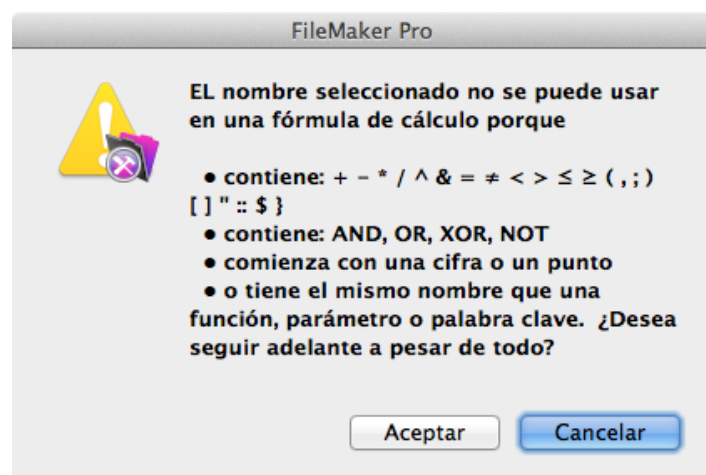 FileMaker Pro
EL nombre seleccionado no se puede usar
en una fórmula de cálculo porque
• contiene: + - * / ^ & = ≠ < > ≤ ≥ ( , ; )
[ ] " :: $ }
• contiene: AND, OR, XOR, NOT
• comienza con una cifra o un punto
• o tiene el mismo nombre que una
función, parámetro o palabra clave. ¿Desea
seguir adelante a pesar de todo?
Aceptar
Cancelar